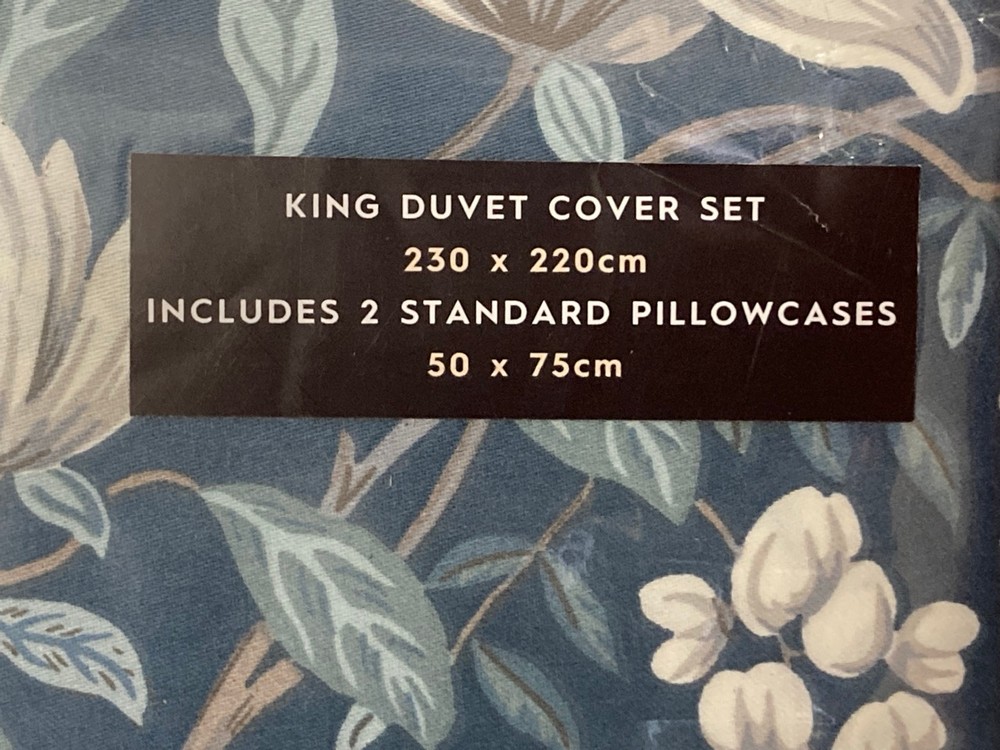 KING DUVET COVER SET
230 x 220cm
INCLUDES 2 STANDARD PILLOWCASES
50 x 75cm